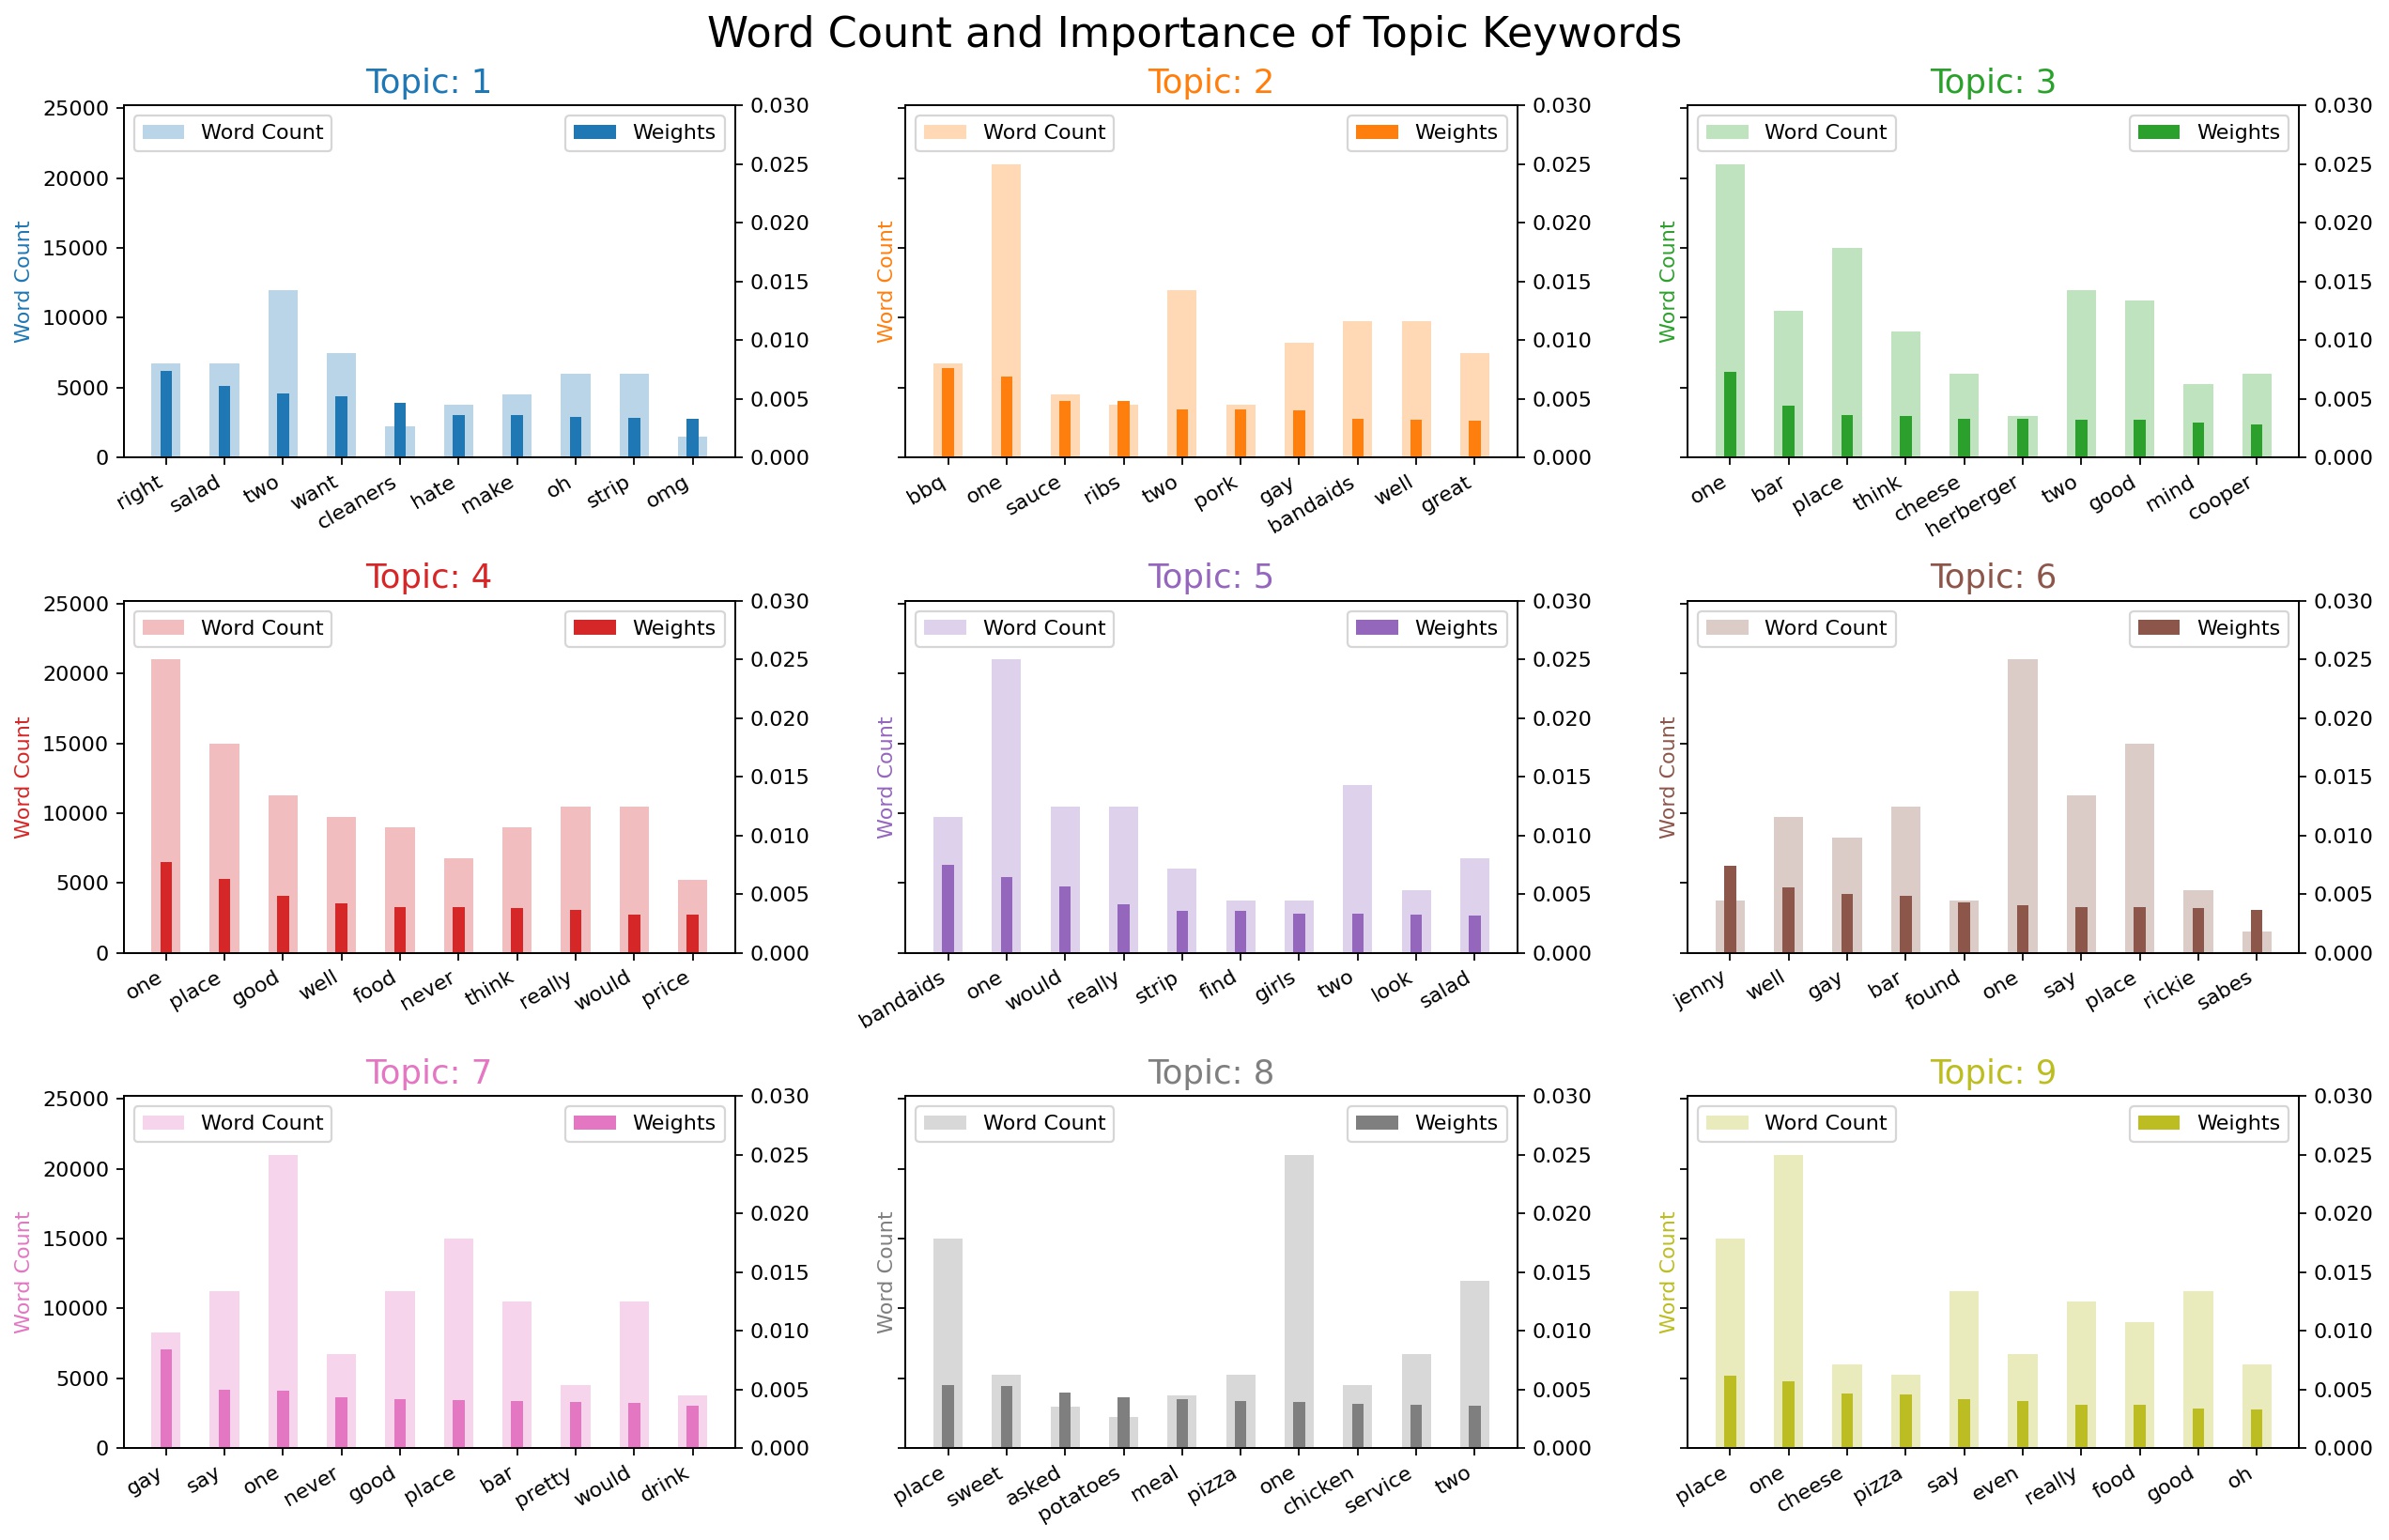 Word Count and Importance of Topic Keywords
Topic: 1
Word Count
Weights
Word Count
25000
20000
15000
10000
5000
0
0.030
0.025
0.020
0.015
0.010
0.005
0.000
right salad two want cleaners hate make oh strip omg
Topic: 2
Word Count
Weights
Word Count
0.030
0.025
0.020
0.015
0.010
0.005
0.000
bbq one sauce ribs two pork gay bandaids well great
Topic: 3
Word Count
Weights
Word Count
0.030
0.025
0.020
0.015
0.010
0.005
0.000
one bar place think cheese herberger two good mind cooper
Topic: 4
Word Count
Weights
Word Count
25000
20000
15000
10000
5000
0
0.030
0.025
0.020
0.015
0.010
0.005
0.000
one place good well food never think really would price
Topic: 5
Word Count
Weights
Word Count
0.030
0.025
0.020
0.015
0.010
0.005
0.000
bandaids one would really strip find girls two look salad
Topic: 6
Word Count
Weights
Word Count
0.030
0.025
0.020
0.015
0.010
0.005
0.000
jenny well gay bar found one say place rickie sabes
Topic: 7
Word Count
Weights
Word Count
25000
20000
15000
10000
5000
0
0.030
0.025
0.020
0.015
0.010
0.005
0.000
gay say one never good place bar pretty would drink
Topic: 8
Word Count
Weights
Word Count
0.030
0.025
0.020
0.015
0.010
0.005
0.000
place sweet asked potatoes meal pizza one chicken service two
Topic: 9
Word Count
Weights
Word Count
0.030
0.025
0.020
0.015
0.010
0.005
0.000
place one cheese pizza say even really food good oh